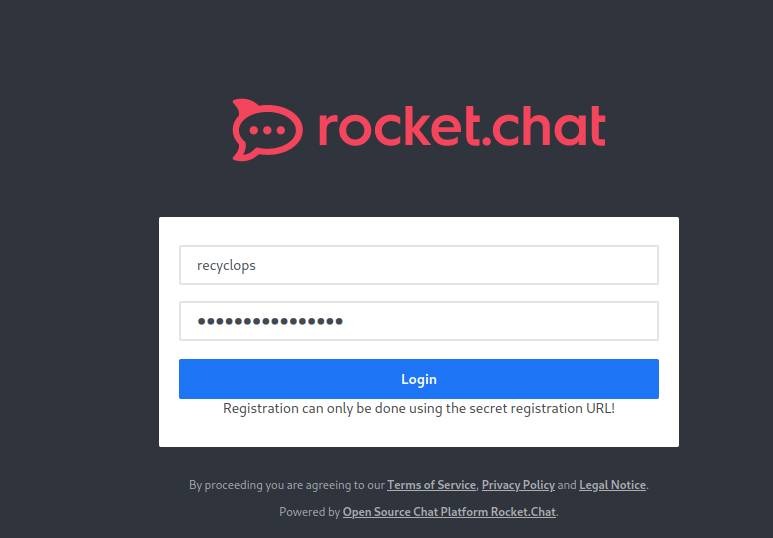 rocket.chat
recyclops
●●●●●●●●●●●●●●●●
Login
Registration can only be done using the secret registration URL!
By proceeding you are agreeing to our Terms of Service, Privacy Policy and Legal Notice.
Powered by Open Source Chat Platform Rocket.Chat.